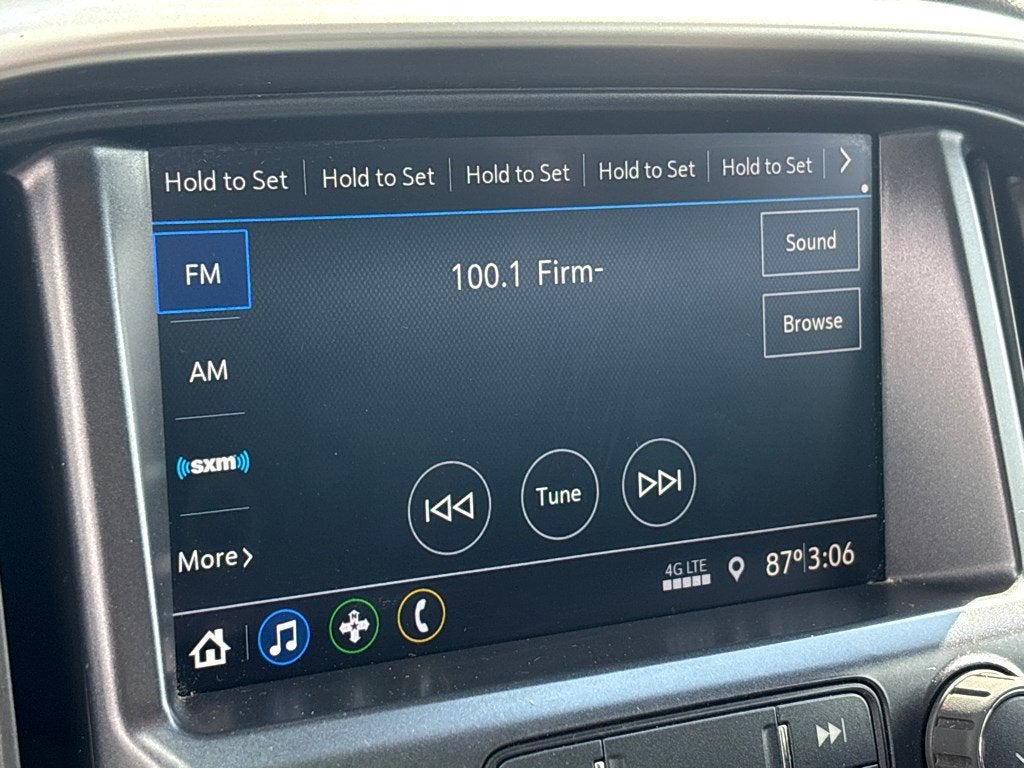 Hold to Set Hold to Set Hold to Set Hold to Set Hold to Set
FM
100.1 Firm-
Sound
Browse
AM
sxm
Tune
More
4G LTE
87° 3:06